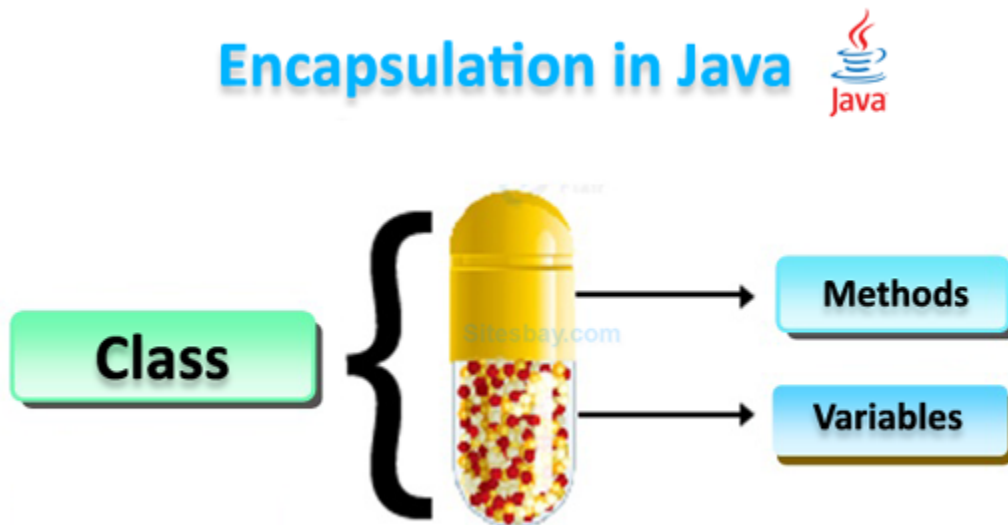 Encapsulation in Java
Java
Class
Methods
Sitesbay.com
Variables